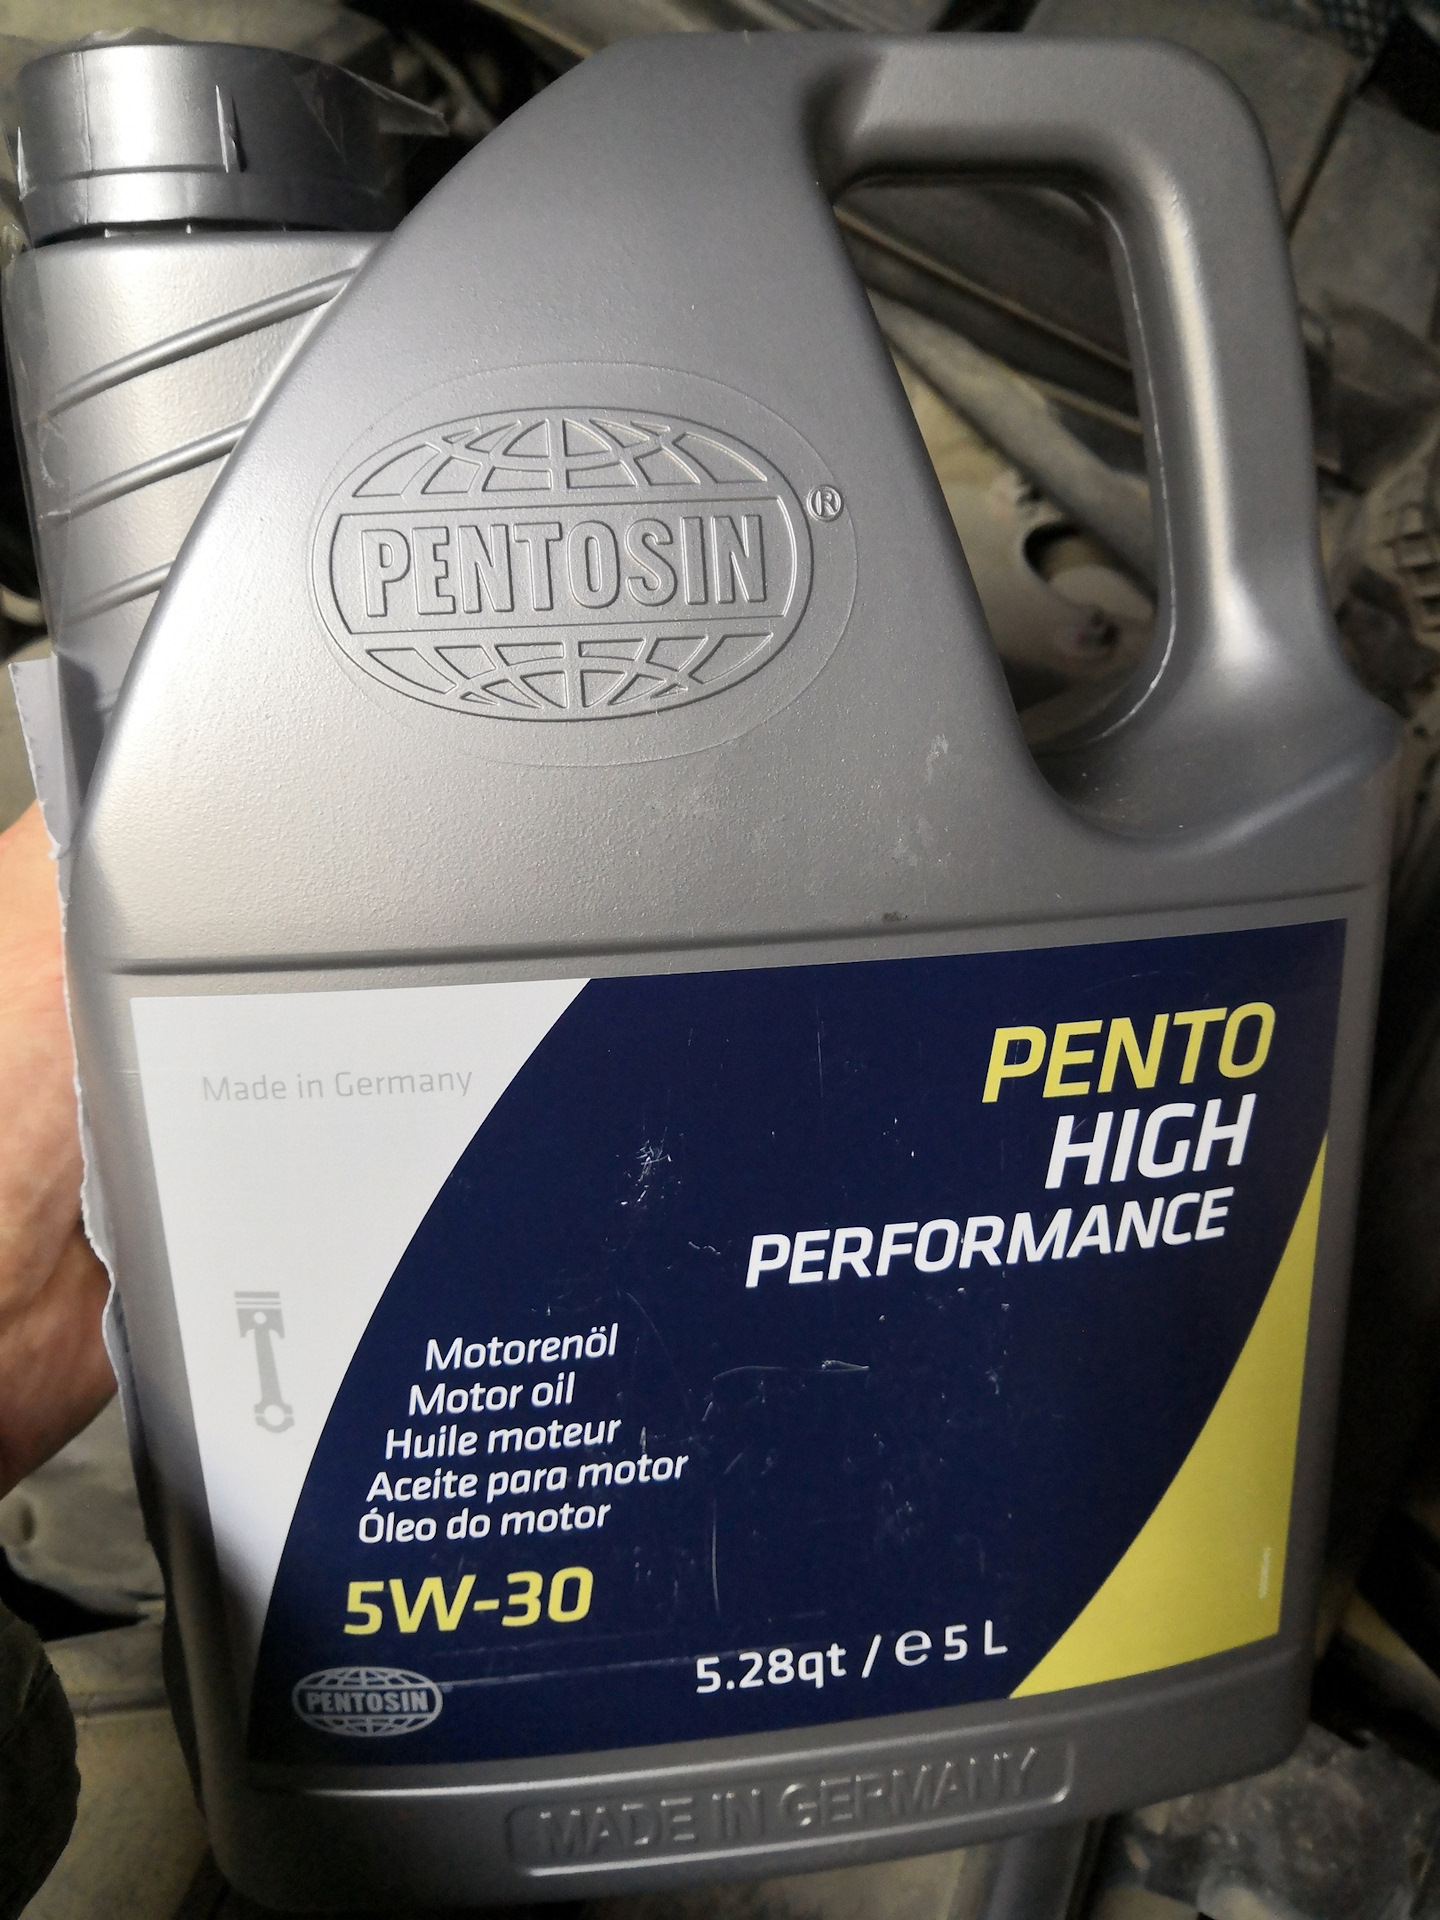 PENTOSIN®
Made in Germany
PENTO
HIGH
PERFORMANCE
Motorenöl
Motor oil
Huile moteur
Aceite para motor
Óleo do motor
5W-30
5.28qt / e 5 L
PENTOSIN
MADE IN GERMANY